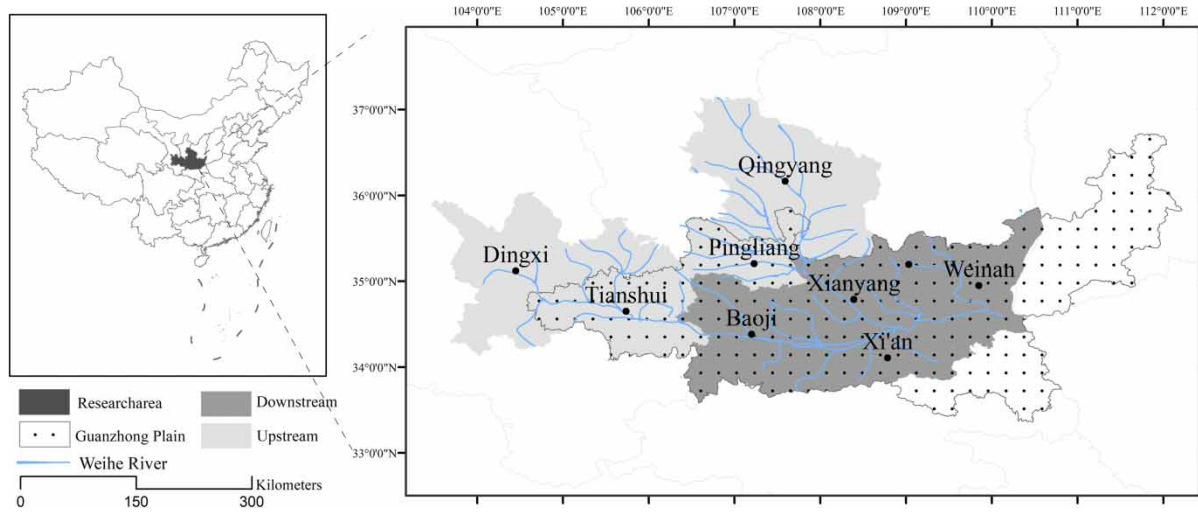 104°0'0"E 105°0'0"E 106°0'0"E 107°0'0"E 108°0'0"E 109°0'0"E 110°0'0"E 111°0'0"E 112°0'0"E
37°0'0"N
36°0'0"N
35°0'0"N
34°0'0"N
33°0'0"N
Qingyang
Dingxi
Pingliang
Tianshui
Xianyang
Weinan
Baoji
Xi'an
Researcharea
Downstream
Guanzhong Plain
Upstream
Weihe River
Kilometers
0 150 300